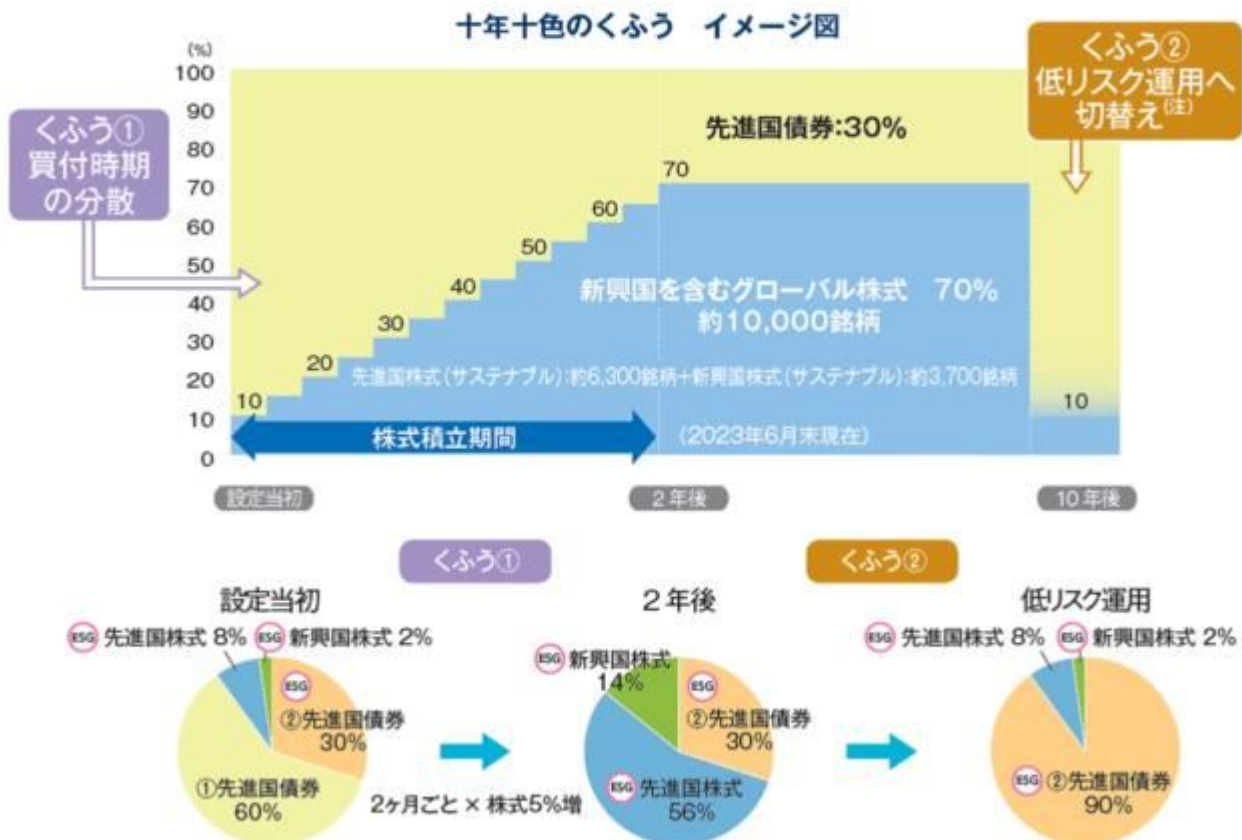 十年十色のくふう イメージ図
(%)
100
90
80
70
60
50
40
30
20
10
0
くふう①
買付時期
の分散
くふう②
低リスク運用へ
切替え(注)
先進国債券:30%
10
20
30
40
50
60
70
10
新興国を含むグローバル株式 70%
約10,000銘柄
先進国株式(サステナブル):約6,300銘柄+新興国株式(サステナブル):約3,700銘柄
株式積立期間
(2023年6月末現在)
設定当初
2年後
10年後
くふう①
くふう②
設定当初
ESG 先進国株式 8%
ESG 新興国株式 2%
ESG
②先進国債券
30%
①先進国債券
60%
2ヶ月ごと × 株式5%増
2年後
ESG 新興国株式
14%
ESG
②先進国債券
30%
ESG 先進国株式
56%
低リスク運用
ESG 先進国株式 8%
ESG 新興国株式 2%
ESG ②先進国債券
90%